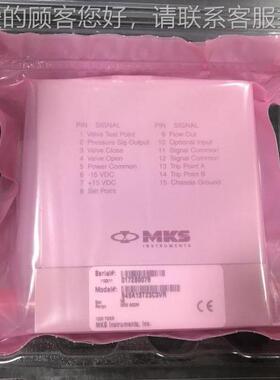 的顾客您好，请联系客服
PIN SIGNAL PIN SIGNAL
1 Valve Test Point 9 Flow Out
2 Pressure Sig Output 10 Optional Input
3 Valve Close 11 Signal Common
4 Valve Open 12 Signal Common
5 Power Common 13 Trip Point A
6 -15 VDC 14 Trip Point B
7 +15 VDC 15 Chassis Ground
8 Set Point
MKS
INSTRUMENTS
Serial#:
Model#:
MKS Instruments, Inc.